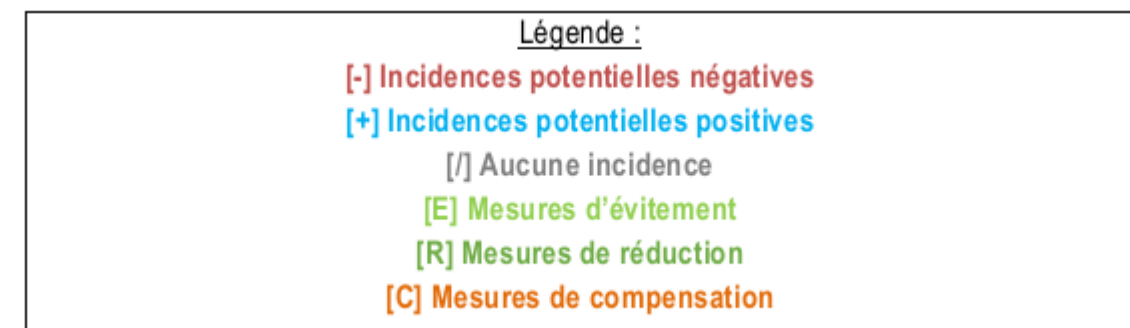 Légende :
[-] Incidences potentielles négatives
[+] Incidences potentielles positives
[/] Aucune incidence
[E] Mesures d’évitement
[R] Mesures de réduction
[C] Mesures de compensation